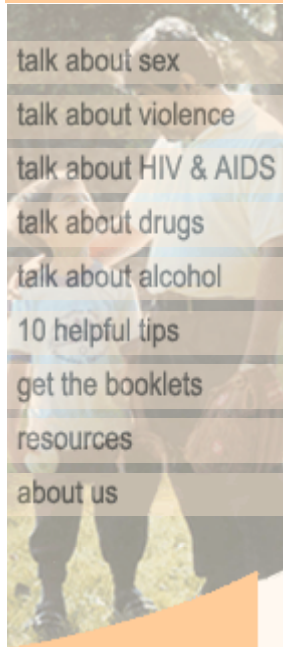 talk about sex
talk about violence
talk about HIV & AIDS
talk about drugs
talk about alcohol
10 helpful tips
get the booklets
resources
about us